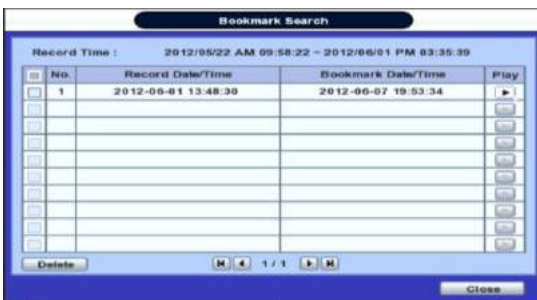 Bookmark Search
Record Time : 2012/05/22 AM 09:58:22 ~ 2012/06/01 PM 03:35:39
No. Record Date/Time Bookmark Date/Time Play
1 2012-06-01 13:48:30 2012-06-07 19:53:34
1 / 1
Delete
Close